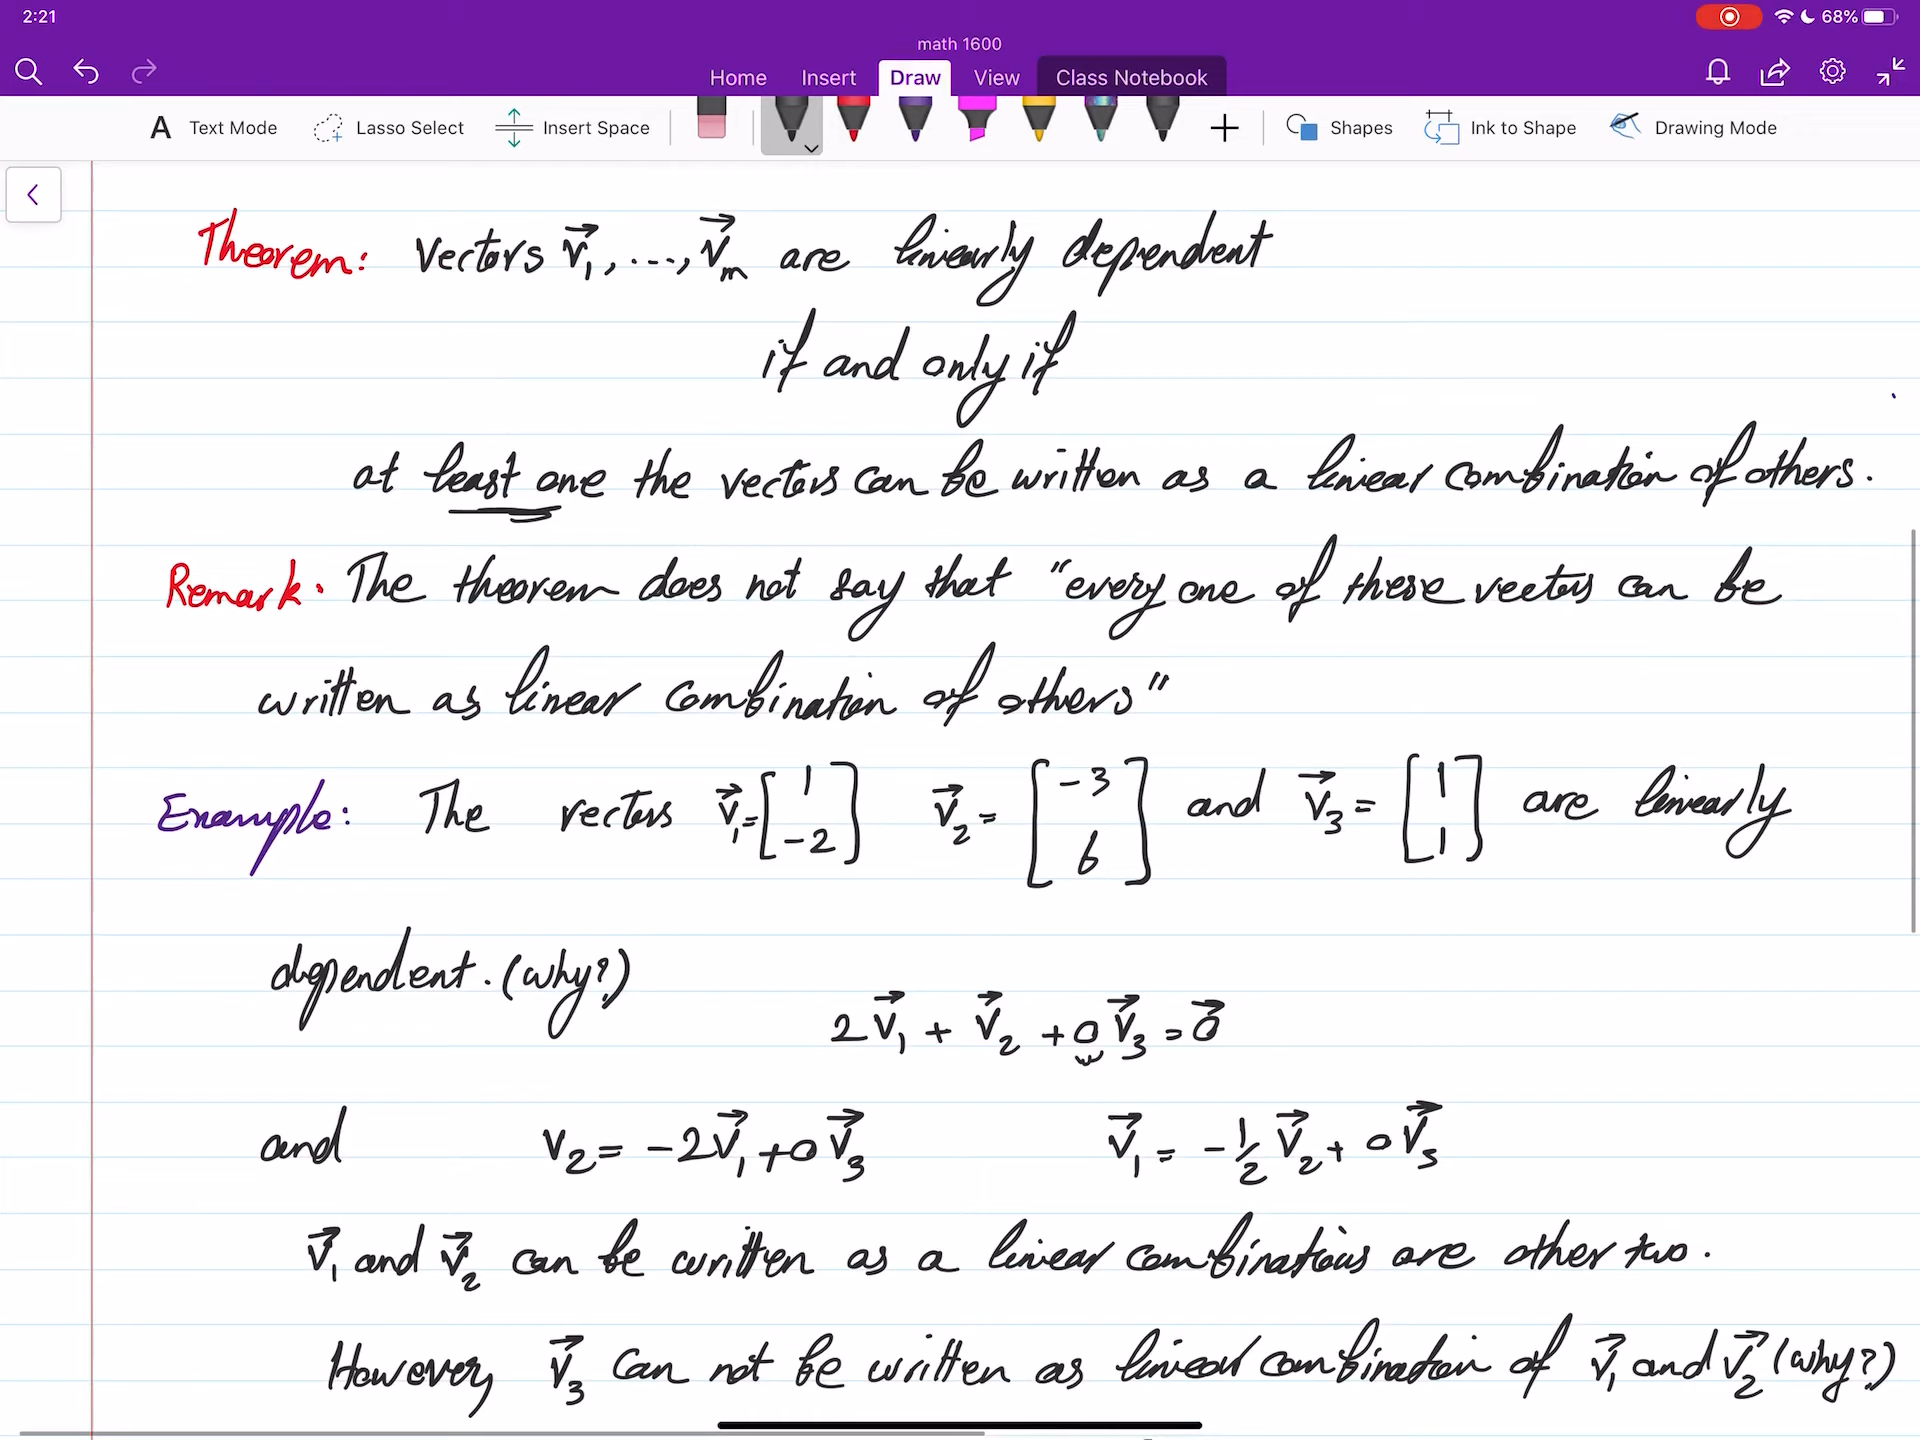 2:21
68%
math 1600
Home Insert Draw View Class Notebook
A Text Mode Lasso Select Insert Space Shapes Ink to Shape Drawing Mode
Theorem: Vectors v⃗₁, ..., v⃗ₘ are linearly dependent
if and only if
at least one the vectors can be written as a linear combination of others.
Remark. The theorem does not say that "every one of these vectors can be
written as linear combination of others"
Example: The vectors v⃗₁ = [1 -2] v⃗₂ = [-3 6] and v⃗₃ = [1 1] are linearly
dependent. (why?)
2v⃗₁ + v⃗₂ + 0v⃗₃ = 0⃗
and v₂ = -2v⃗₁ + 0v⃗₃ v⃗₁ = -1/2 v⃗₂ + 0v⃗₃
v⃗₁ and v⃗₂ can be written as a linear combinations are other two.
However, v⃗₃ can not be written as linear combination of v⃗₁ and v⃗₂ (why?)